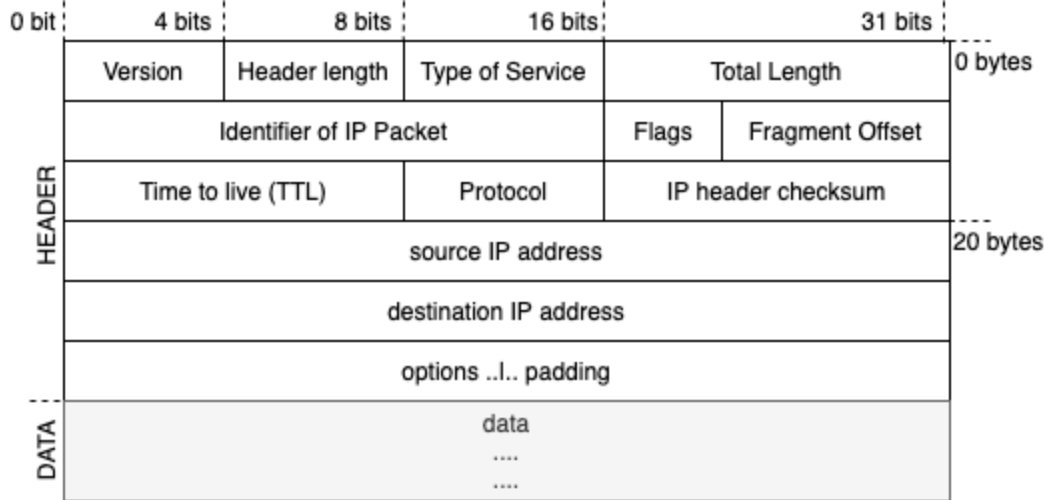 0 bit 4 bits 8 bits 16 bits 31 bits
Version Header length Type of Service Total Length 0 bytes
Identifier of IP Packet Flags Fragment Offset
Time to live (TTL) Protocol IP header checksum
HEADER
source IP address 20 bytes
destination IP address
options ..I.. padding
DATA
data
....
....